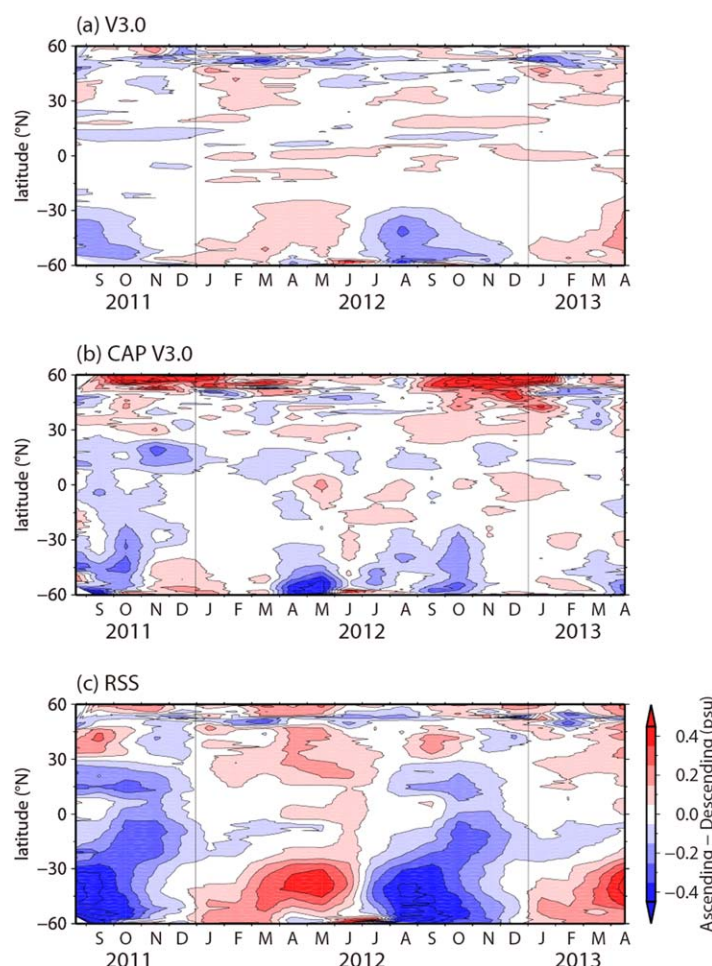 (a) V3.0
60
30
0
−30
−60
latitude (°N)
S O N D J F M A M J J A S O N D J F M A
2011 2012 2013
(b) CAP V3.0
60
30
0
−30
−60
latitude (°N)
S O N D J F M A M J J A S O N D J F M A
2011 2012 2013
(c) RSS
60
30
0
−30
−60
latitude (°N)
S O N D J F M A M J J A S O N D J F M A
2011 2012 2013
0.4
0.2
0.0
−0.2
−0.4
Ascending − Descending (psu)